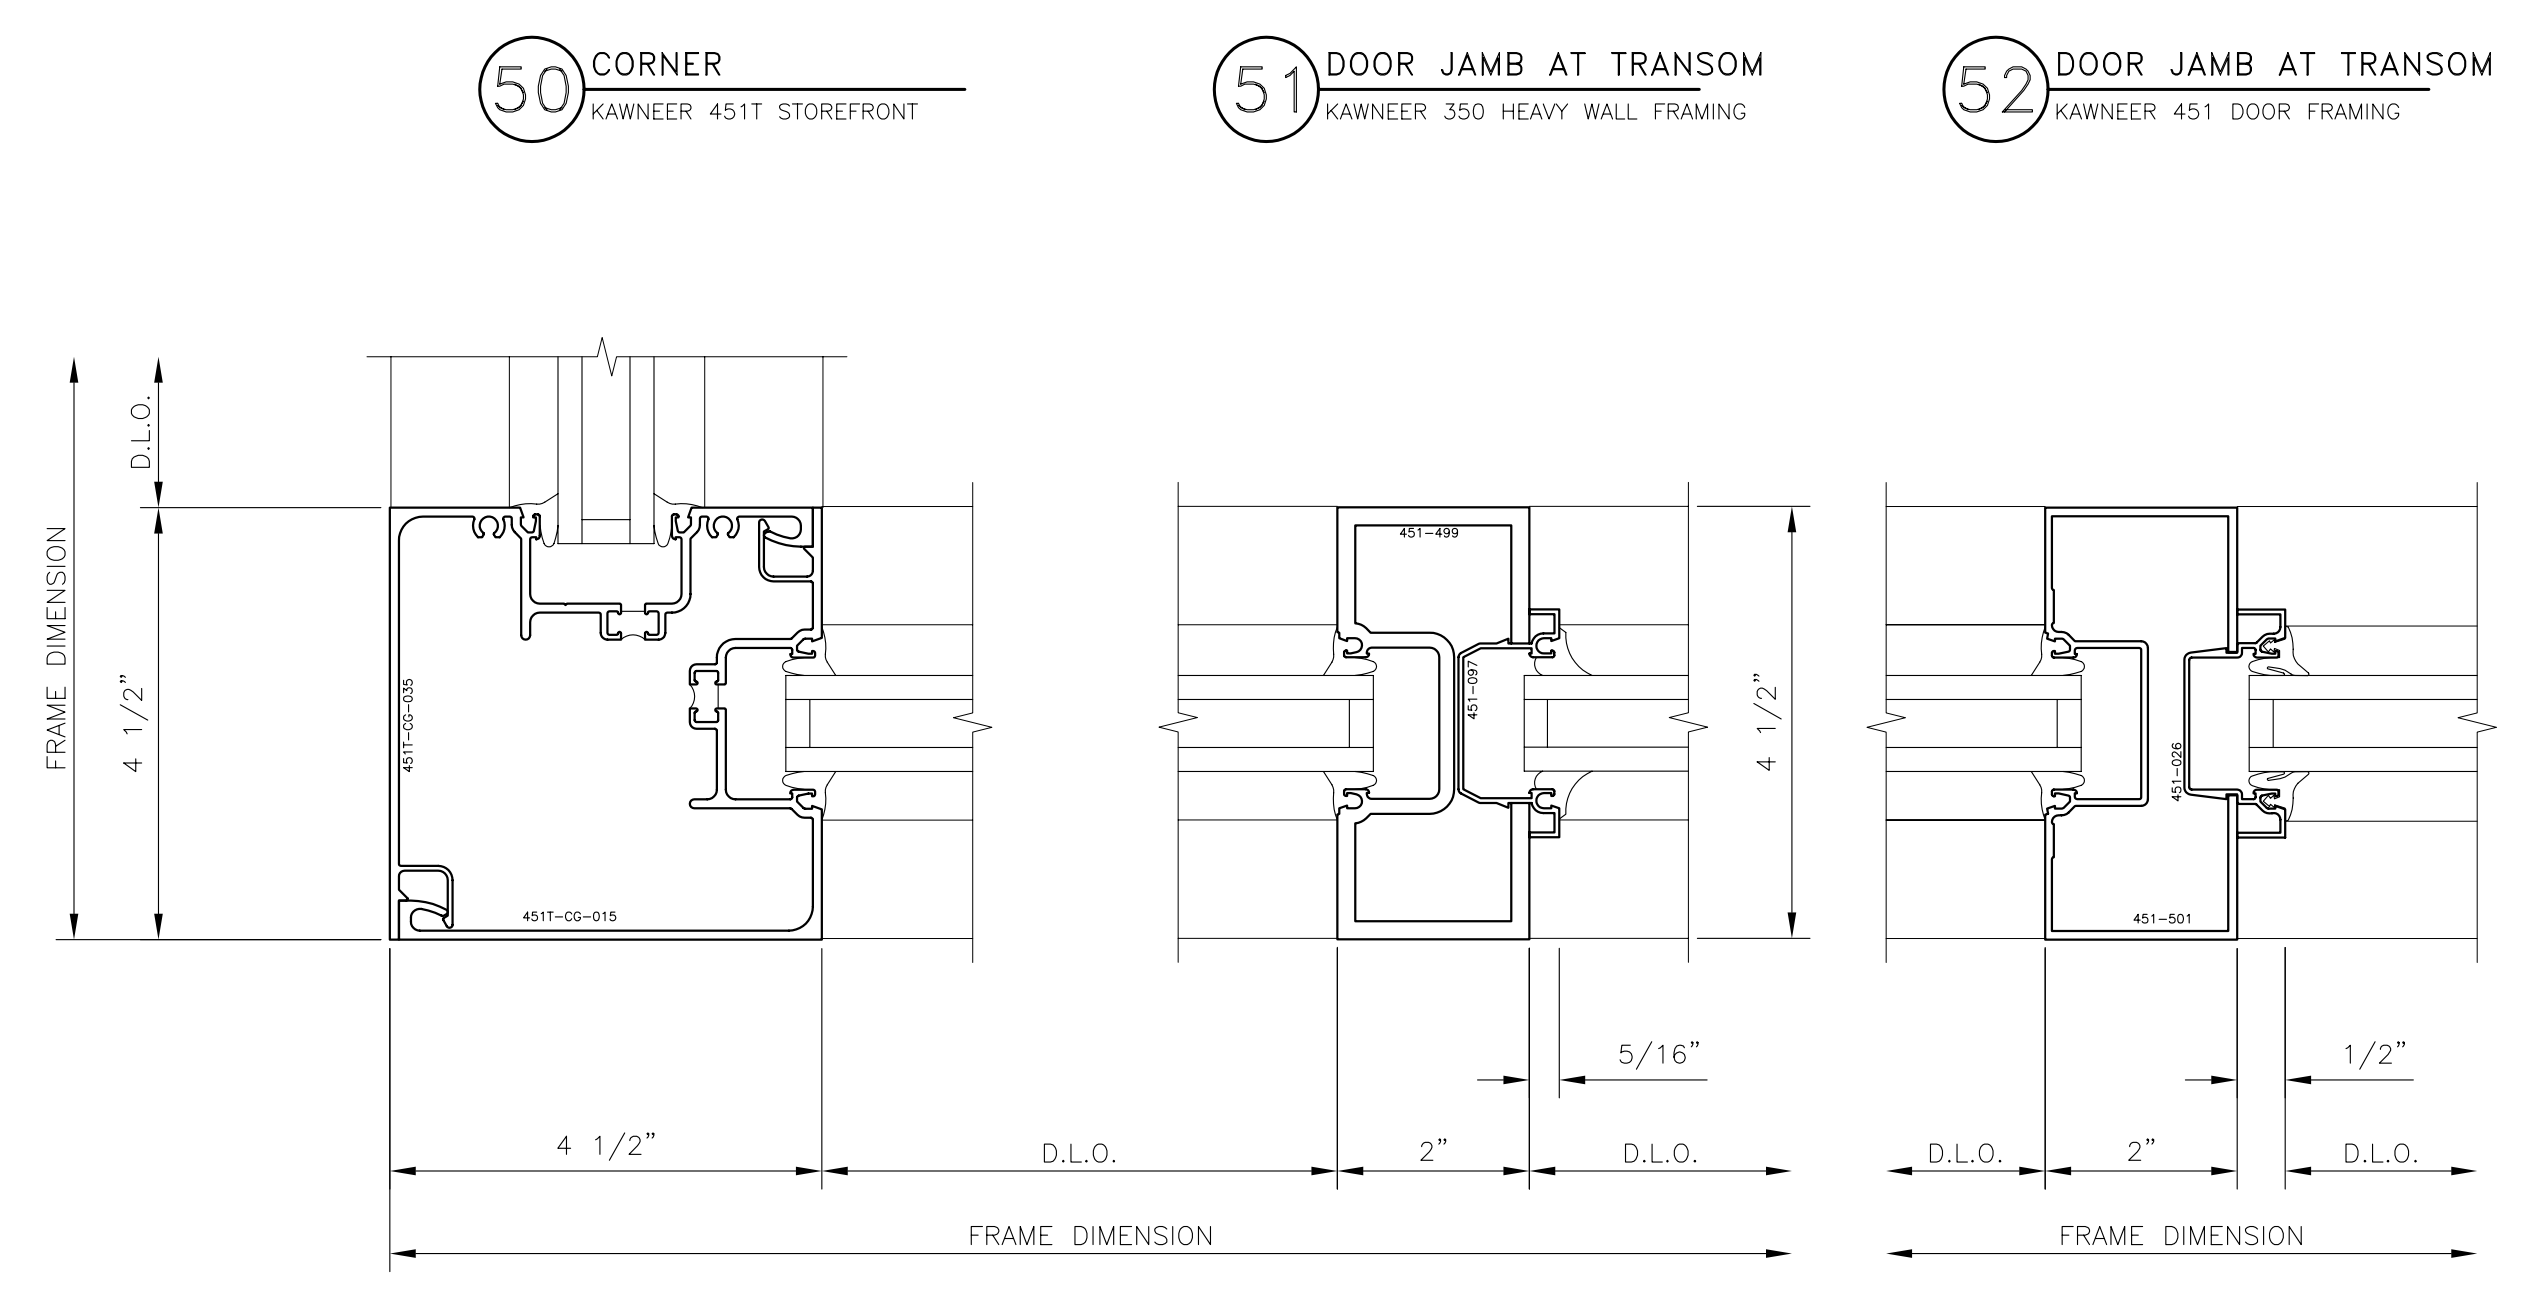 50
CORNER
KAWNEER 451T STOREFRONT
51
DOOR JAMB AT TRANSOM
KAWNEER 350 HEAVY WALL FRAMING
52
DOOR JAMB AT TRANSOM
KAWNEER 451 DOOR FRAMING
FRAME DIMENSION
D.L.O.
4 1/2”
451T-CG-035
451T-CG-015
451-499
451-097
4 1/2”
451-026
451-501
5/16”
1/2”
4 1/2”
D.L.O.
2”
D.L.O.
D.L.O.
2”
D.L.O.
FRAME DIMENSION
FRAME DIMENSION